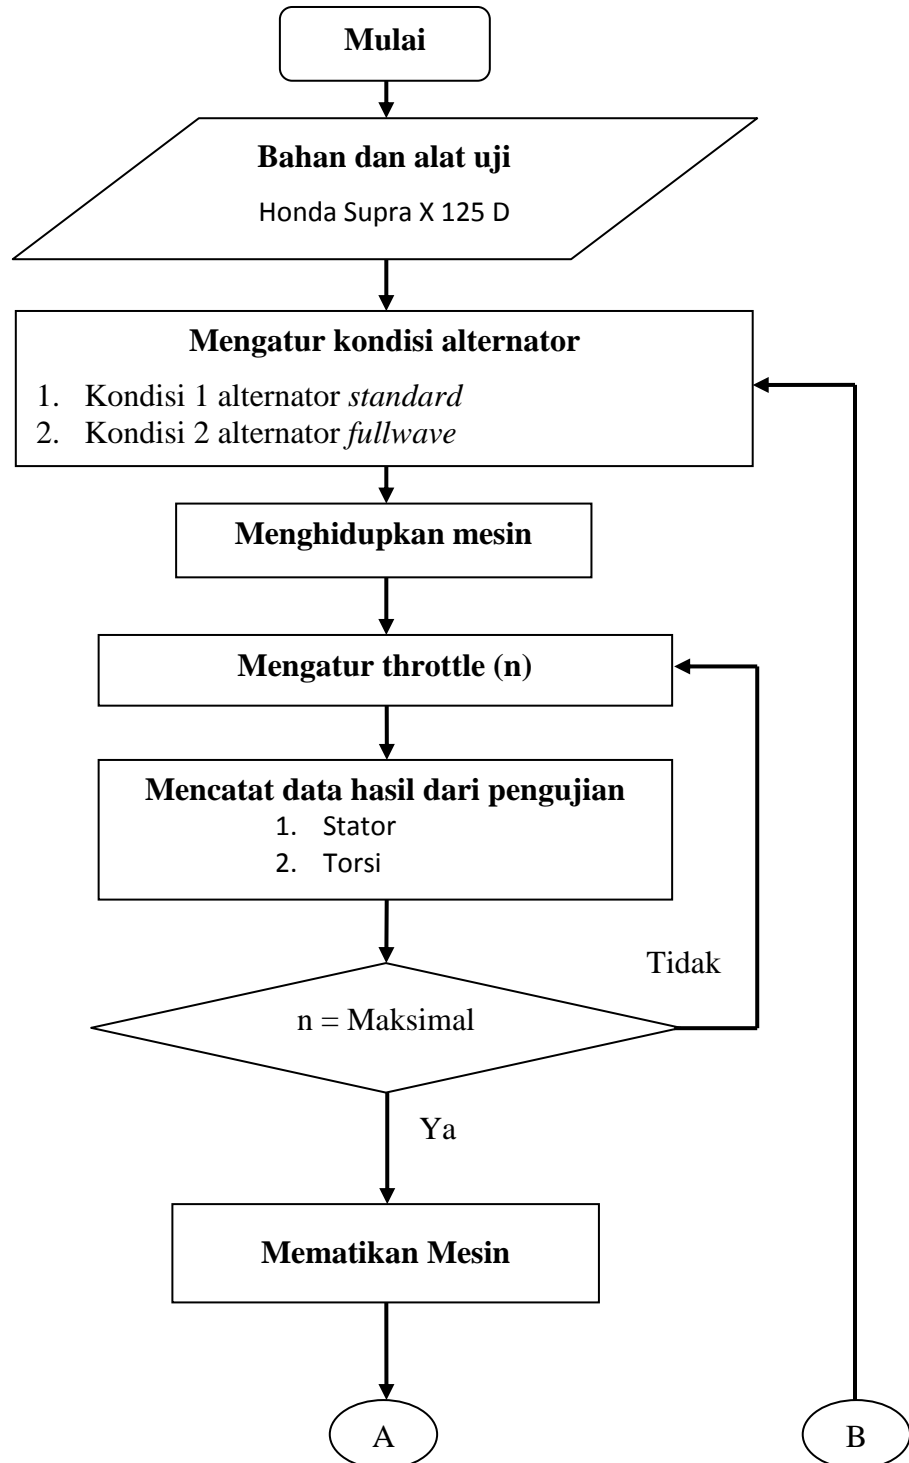 Mulai
Bahan dan alat uji
Honda Supra X 125 D
Mengatur kondisi alternator
1. Kondisi 1 alternator standard
2. Kondisi 2 alternator fullwave
Menghidupkan mesin
Mengatur throttle (n)
Mencatat data hasil dari pengujian
1. Stator
2. Torsi
Tidak
n = Maksimal
Ya
Mematikan Mesin
A
B